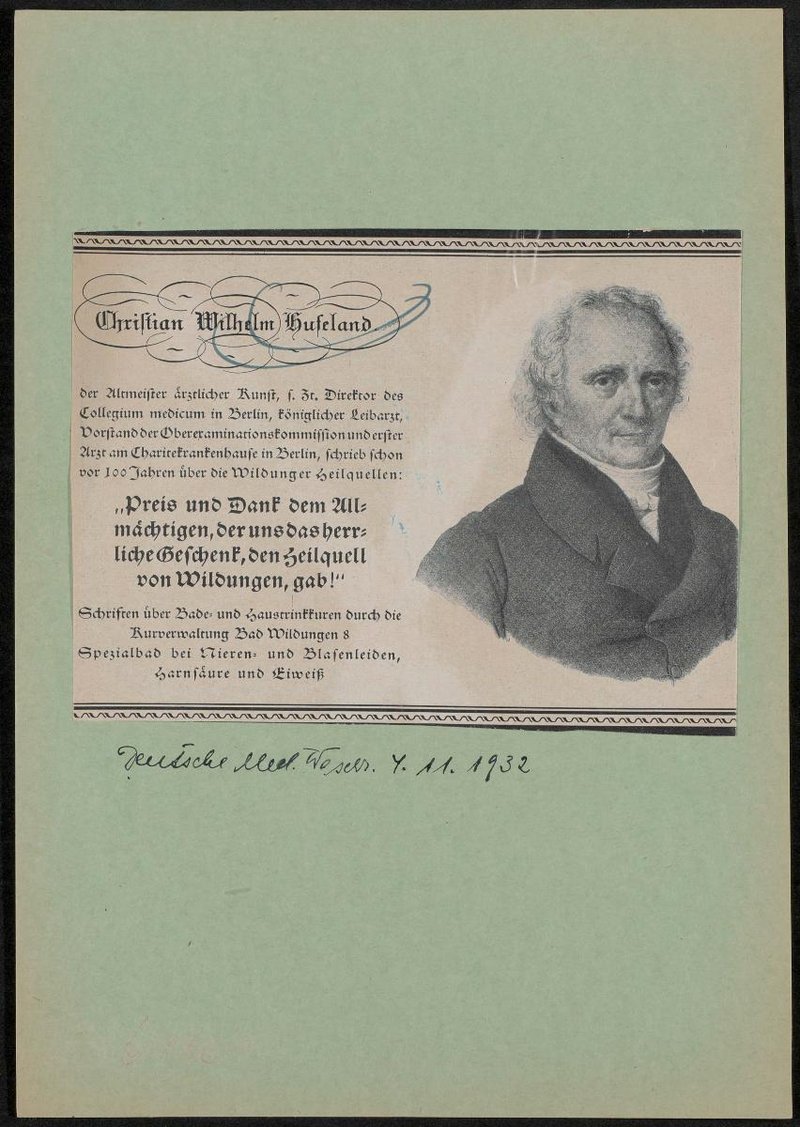 Christian Wilhelm Hufeland
der Altmeister ärztlicher Kunst, s. Zt. Direktor des
Collegium medicum in Berlin, königlicher Leibarzt,
Vorstand der Oberexaminationskommission und erster
Arzt am Charitekrankenhause in Berlin, schrieb schon
vor 100 Jahren über die Wildunger Heilquellen:
„Preis und Dank dem All-
mächtigen, der uns das herr-
liche Geschenk, den Heilquell
von Wildungen, gab!“
Schriften über Bade- und Haustrinkkuren durch die
Kurverwaltung Bad Wildungen 8
Spezialbad bei Nieren- und Blasenleiden,
Harnsäure und Eiweiß
Deutsche Med. 11. 1932